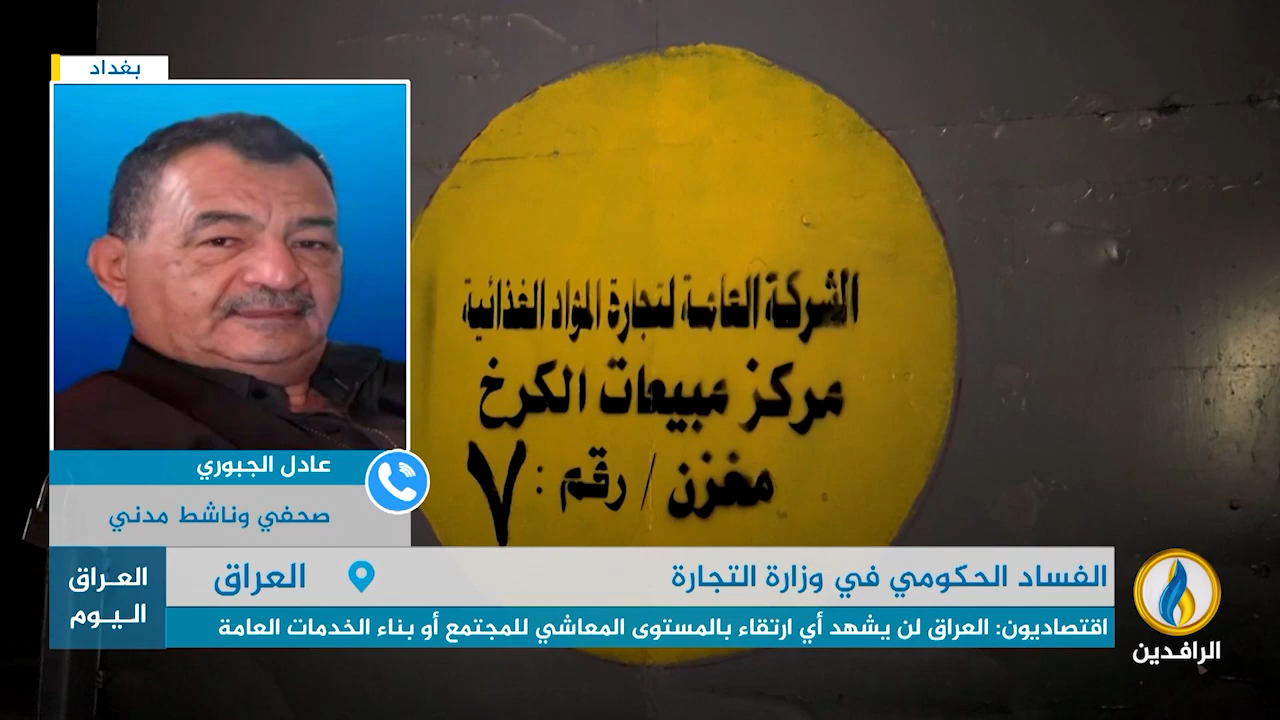 بغداد
الشركة العامة لتجارة المواد الغذائية
مركز مبيعات الكرخ
مخزن / رقم : ٧
عادل الجبوري
صحفي وناشط مدني
الفساد الحكومي في وزارة التجارة
العراق
العراق
اليوم
اقتصاديون: العراق لن يشهد أي ارتقاء بالمستوى المعاشي للمجتمع أو بناء الخدمات العامة
الرافدين